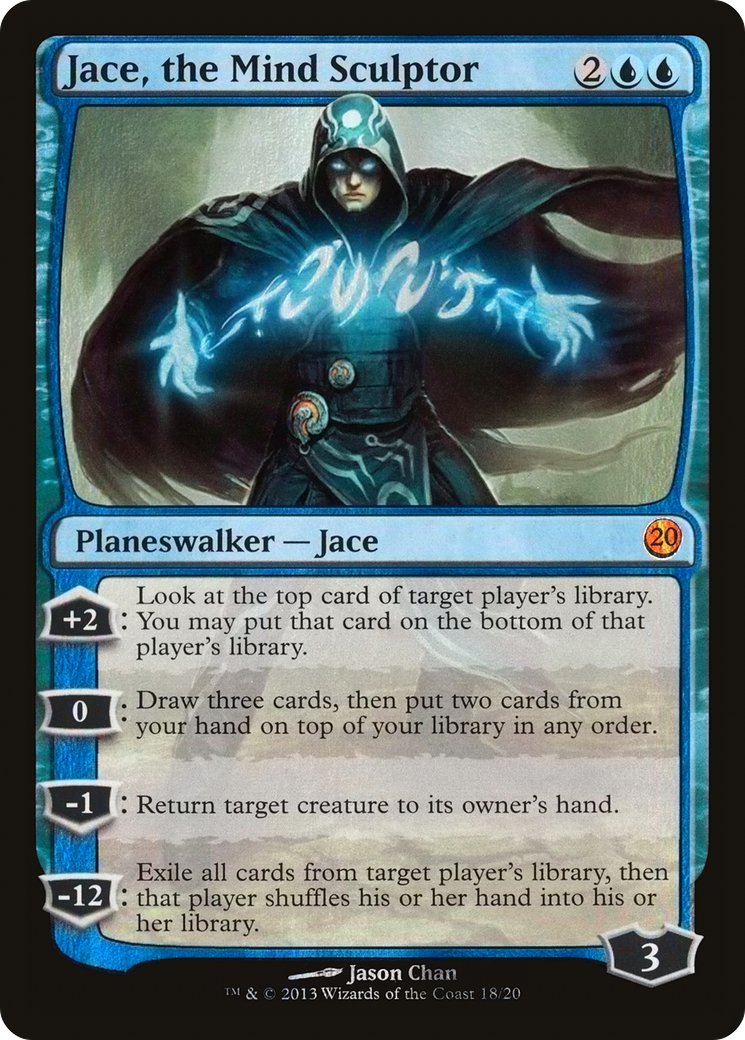 Jace, the Mind Sculptor 2
Planeswalker — Jace 20
Look at the top card of target player's library.
+2 : You may put that card on the bottom of that
player's library.
0 : Draw three cards, then put two cards from
your hand on top of your library in any order.
-1 : Return target creature to its owner's hand.
Exile all cards from target player's library, then
-12 : that player shuffles his or her hand into his or
her library.
3
Jason Chan
™ & © 2013 Wizards of the Coast 18/20